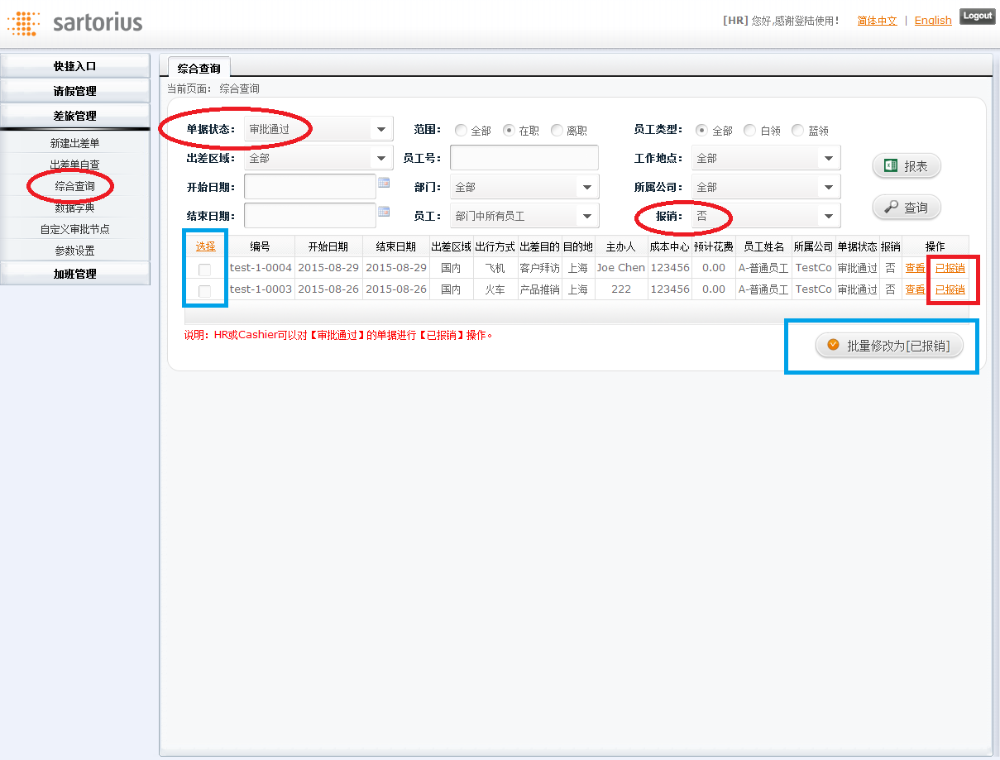 sartorius
[HR] 您好,感谢登陆使用! 简体中文 | English Logout
快捷入口
请假管理
差旅管理
新建出差单
出差单自查
综合查询
数据字典
自定义审批节点
参数设置
加班管理
综合查询
当前页面: 综合查询
单据状态: 审批通过 范围: 全部 在职 离职 员工类型: 全部 白领 蓝领
出差区域: 全部 员工号: 工作地点: 全部
开始日期: 部门: 全部 所属公司: 全部
结束日期: 员工: 部门中所有员工 报销: 否
报表
查询
选择 编号 开始日期 结束日期 出差区域 出行方式 出差目的 目的地 主办人 成本中心 预计花费 员工姓名 所属公司 单据状态 报销 操作
test-1-0004 2015-08-29 2015-08-29 国内 飞机 客户拜访 上海 Joe Chen 123456 0.00 A-普通员工 TestCo 审批通过 否 查看 已报销
test-1-0003 2015-08-26 2015-08-26 国内 火车 产品推销 上海 222 123456 0.00 A-普通员工 TestCo 审批通过 否 查看 已报销
说明: HR或Cashier可以对【审批通过】的单据进行【已报销】操作。
批量修改为[已报销]